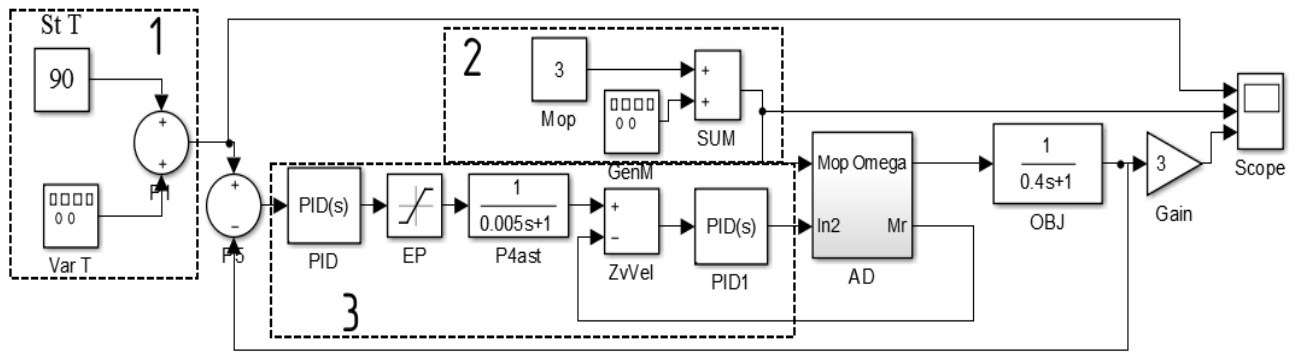 St T
1
90
+
+
P1
Var T
2
3
Mop
+
+
SUM
GenM
+
−
P5
PID(s)
PID
EP
1
0.005s+1
P4ast
+
−
ZvVel
PID(s)
PID1
3
Mop Omega
In2 Mr
AD
1
0.4s+1
OBJ
3
Gain
Scope